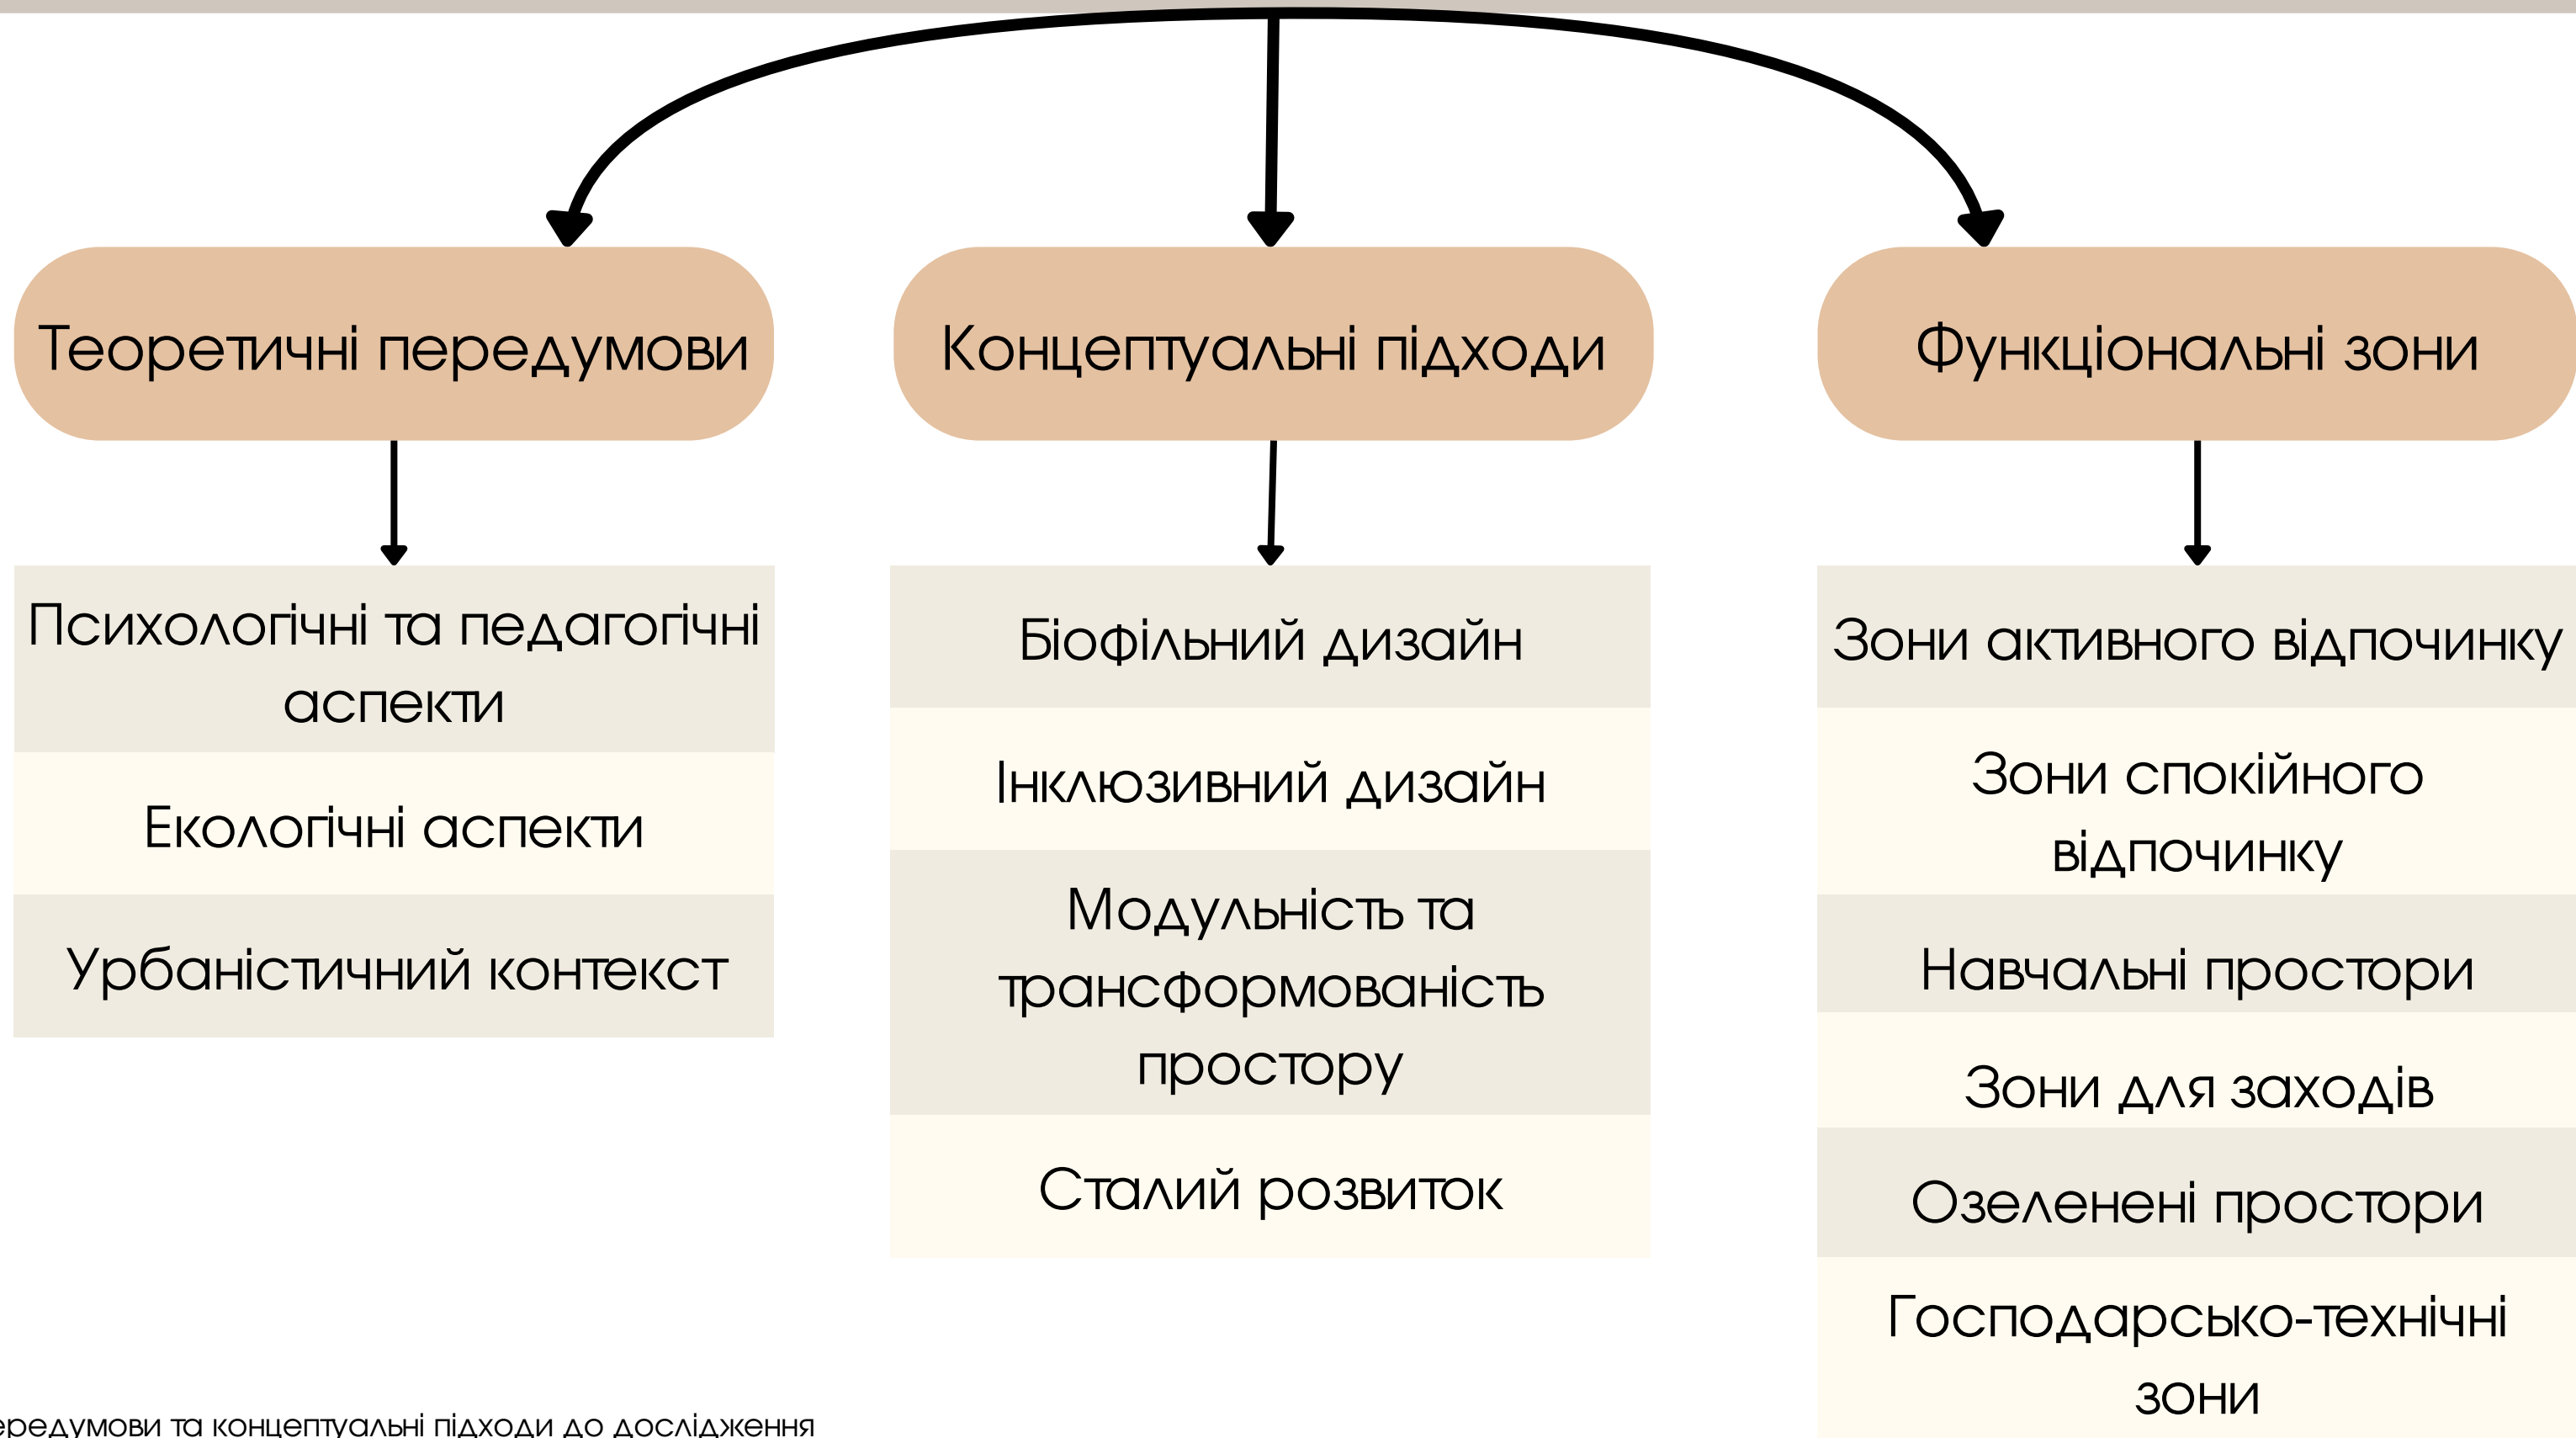 Теоретичні передумови
Психологічні та педагогічні
аспекти
Екологічні аспекти
Урбаністичний контекст
Концептуальні підходи
Біофільний дизайн
Інклюзивний дизайн
Модульність та
трансформованість
простору
Сталий розвиток
Функціональні зони
Зони активного відпочинку
Зони спокійного
відпочинку
Навчальні простори
Зони для заходів
Озеленені простори
Господарсько-технічні
зони
та концептуальні підходи до дослідження